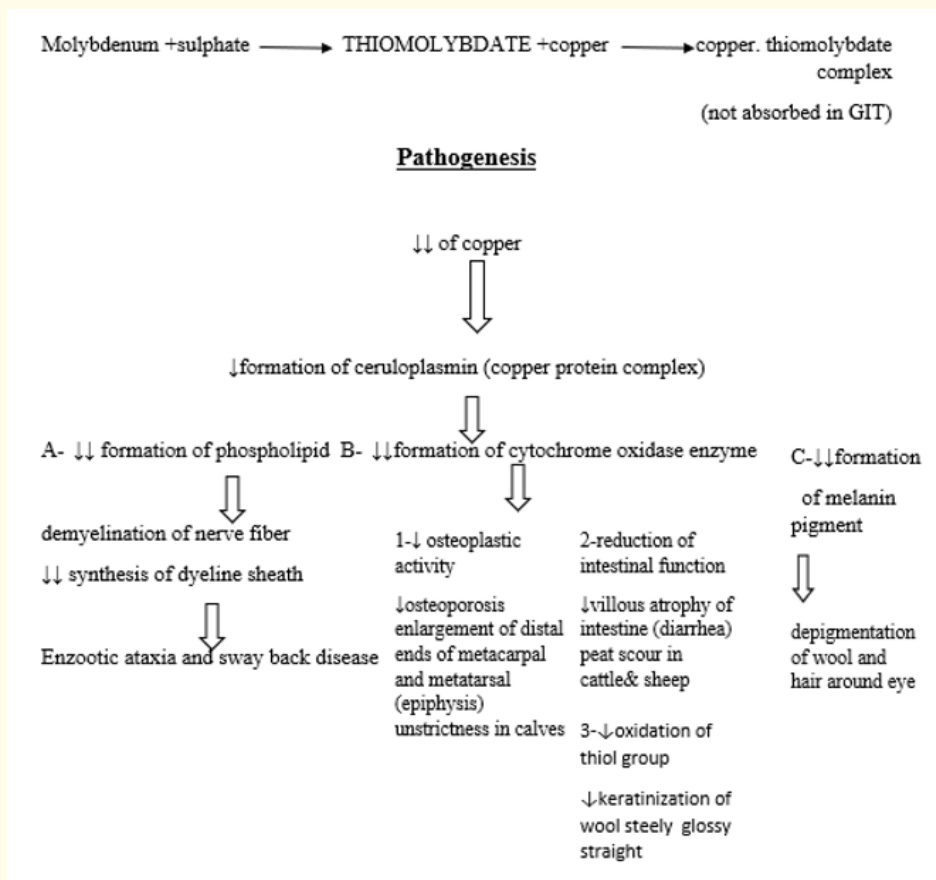 Molybdenum +sulphate → THIOMOLYBDATE +copper → copper. thiomolybdate
complex
(not absorbed in GIT)
Pathogenesis
↓↓ of copper
↓formation of ceruloplasmin (copper protein complex)
A- ↓↓ formation of phospholipid
demyelination of nerve fiber
↓↓ synthesis of dyeline sheath
Enzootic ataxia and sway back disease
B- ↓↓formation of cytochrome oxidase enzyme
1-↓ osteoplastic
activity
↓osteoporosis
enlargement of distal
ends of metacarpal
and metatarsal
(epiphysis)
unstrictness in calves
2-reduction of
intestinal function
↓villous atrophy of
intestine (diarrhea)
peat scour in
cattle& sheep
3-↓oxidation of
thiol group
↓keratinization of
wool steely glossy
straight
C-↓↓formation
of melanin
pigment
depigmentation
of wool and
hair around eye